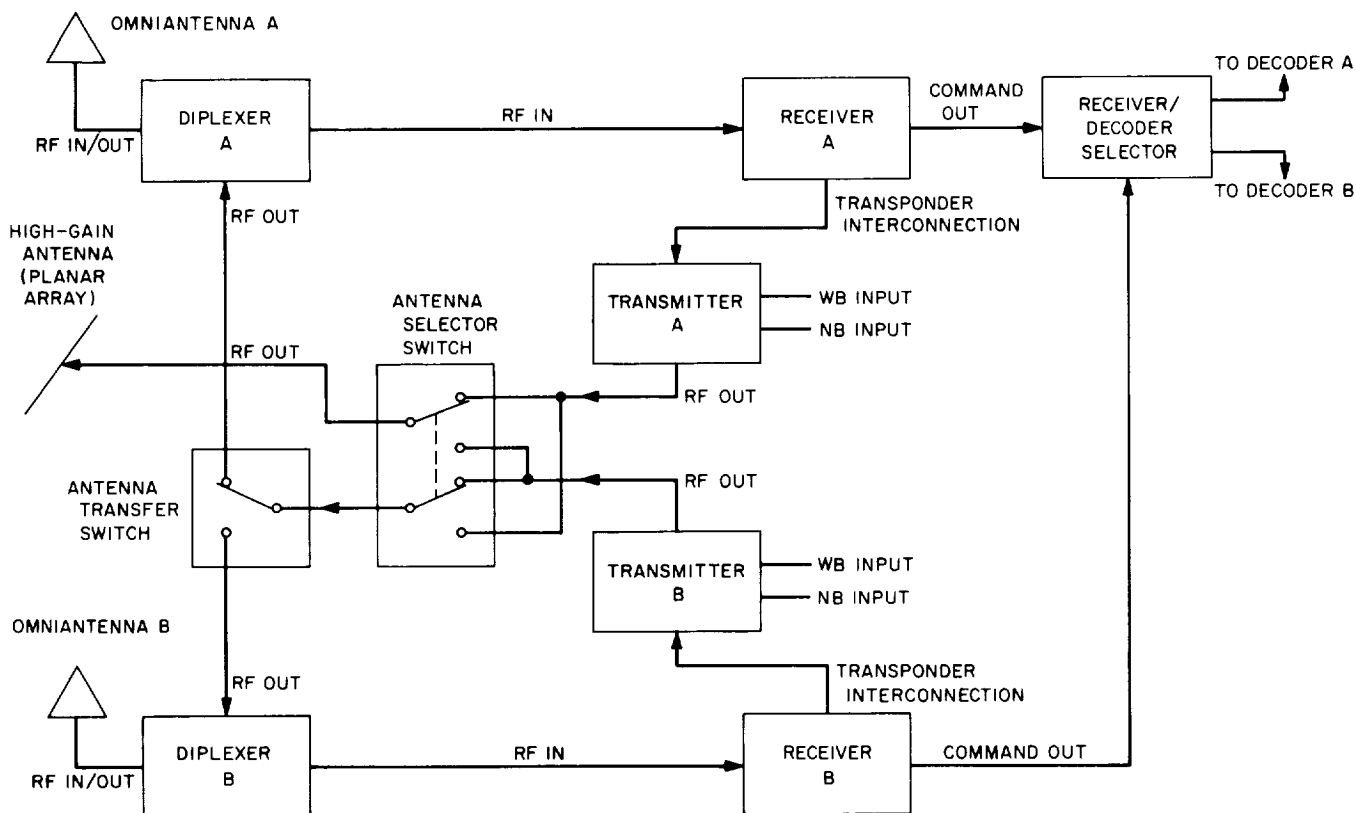 OMNIANTENNA A
RF IN/OUT
DIPLEXER
A
RF IN
RECEIVER
A
COMMAND
OUT
RECEIVER/
DECODER
SELECTOR
TO DECODER A
TO DECODER B
RF OUT
TRANSPONDER
INTERCONNECTION
HIGH-GAIN
ANTENNA
(PLANAR
ARRAY)
RF OUT
ANTENNA
SELECTOR
SWITCH
TRANSMITTER
A
WB INPUT
NB INPUT
RF OUT
ANTENNA
TRANSFER
SWITCH
RF OUT
TRANSMITTER
B
WB INPUT
NB INPUT
OMNIANTENNA B
RF OUT
TRANSPONDER
INTERCONNECTION
RF IN/OUT
DIPLEXER
B
RF IN
RECEIVER
B
COMMAND OUT